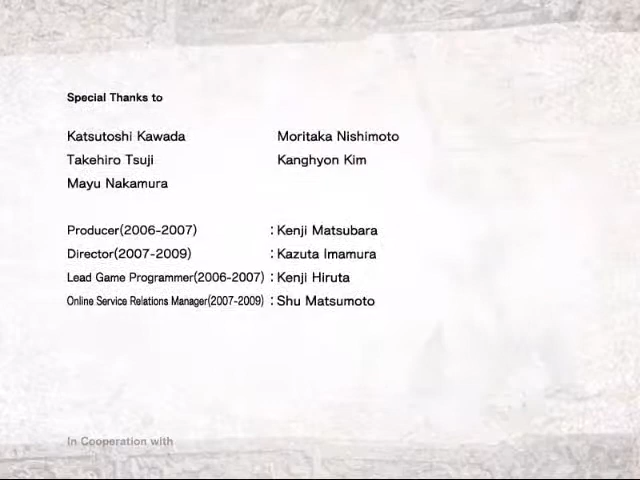 Special Thanks to
Katsutoshi Kawada Moritaka Nishimoto
Takehiro Tsuji Kanghyon Kim
Mayu Nakamura
Producer(2006-2007) : Kenji Matsubara
Director(2007-2009) : Kazuta Imamura
Lead Game Programmer(2006-2007) : Kenji Hiruta
Online Service Relations Manager(2007-2009) : Shu Matsumoto
In Cooperation with